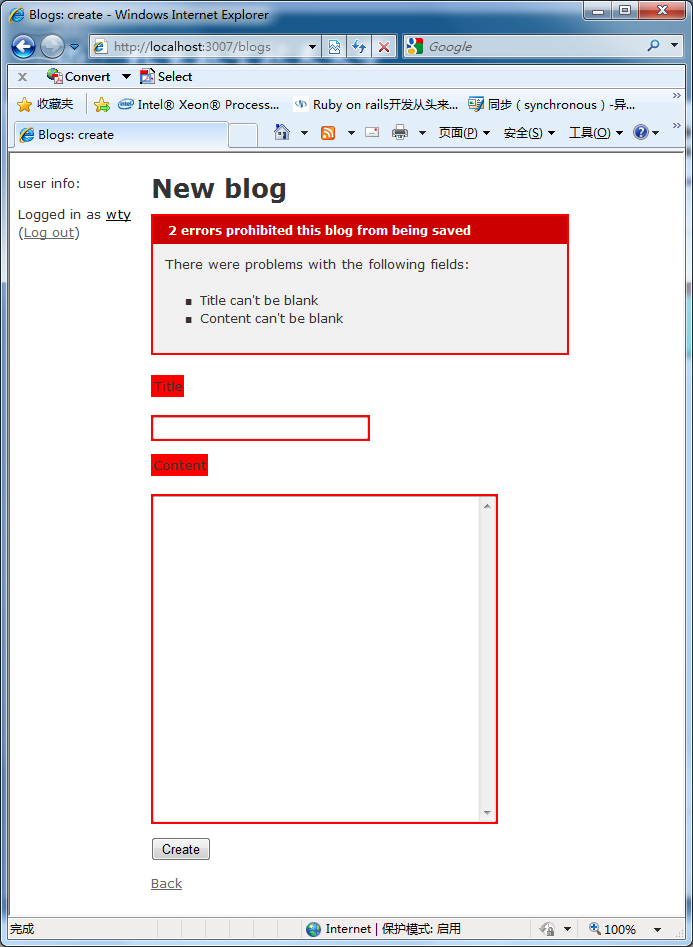 Blogs: create - Windows Internet Explorer
http://localhost:3007/blogs
Google
x Convert Select
收藏夹 Intel® Xeon® Process... Ruby on rails开发从头来... 同步（synchronous）-异... »
Blogs: create 页面(P) 安全(S) 工具(O) »
user info:
Logged in as wty
(Log out)
New blog
2 errors prohibited this blog from being saved
There were problems with the following fields:
Title can't be blank
Content can't be blank
Title
Content
Create
Back
完成 Internet | 保护模式: 启用 100%